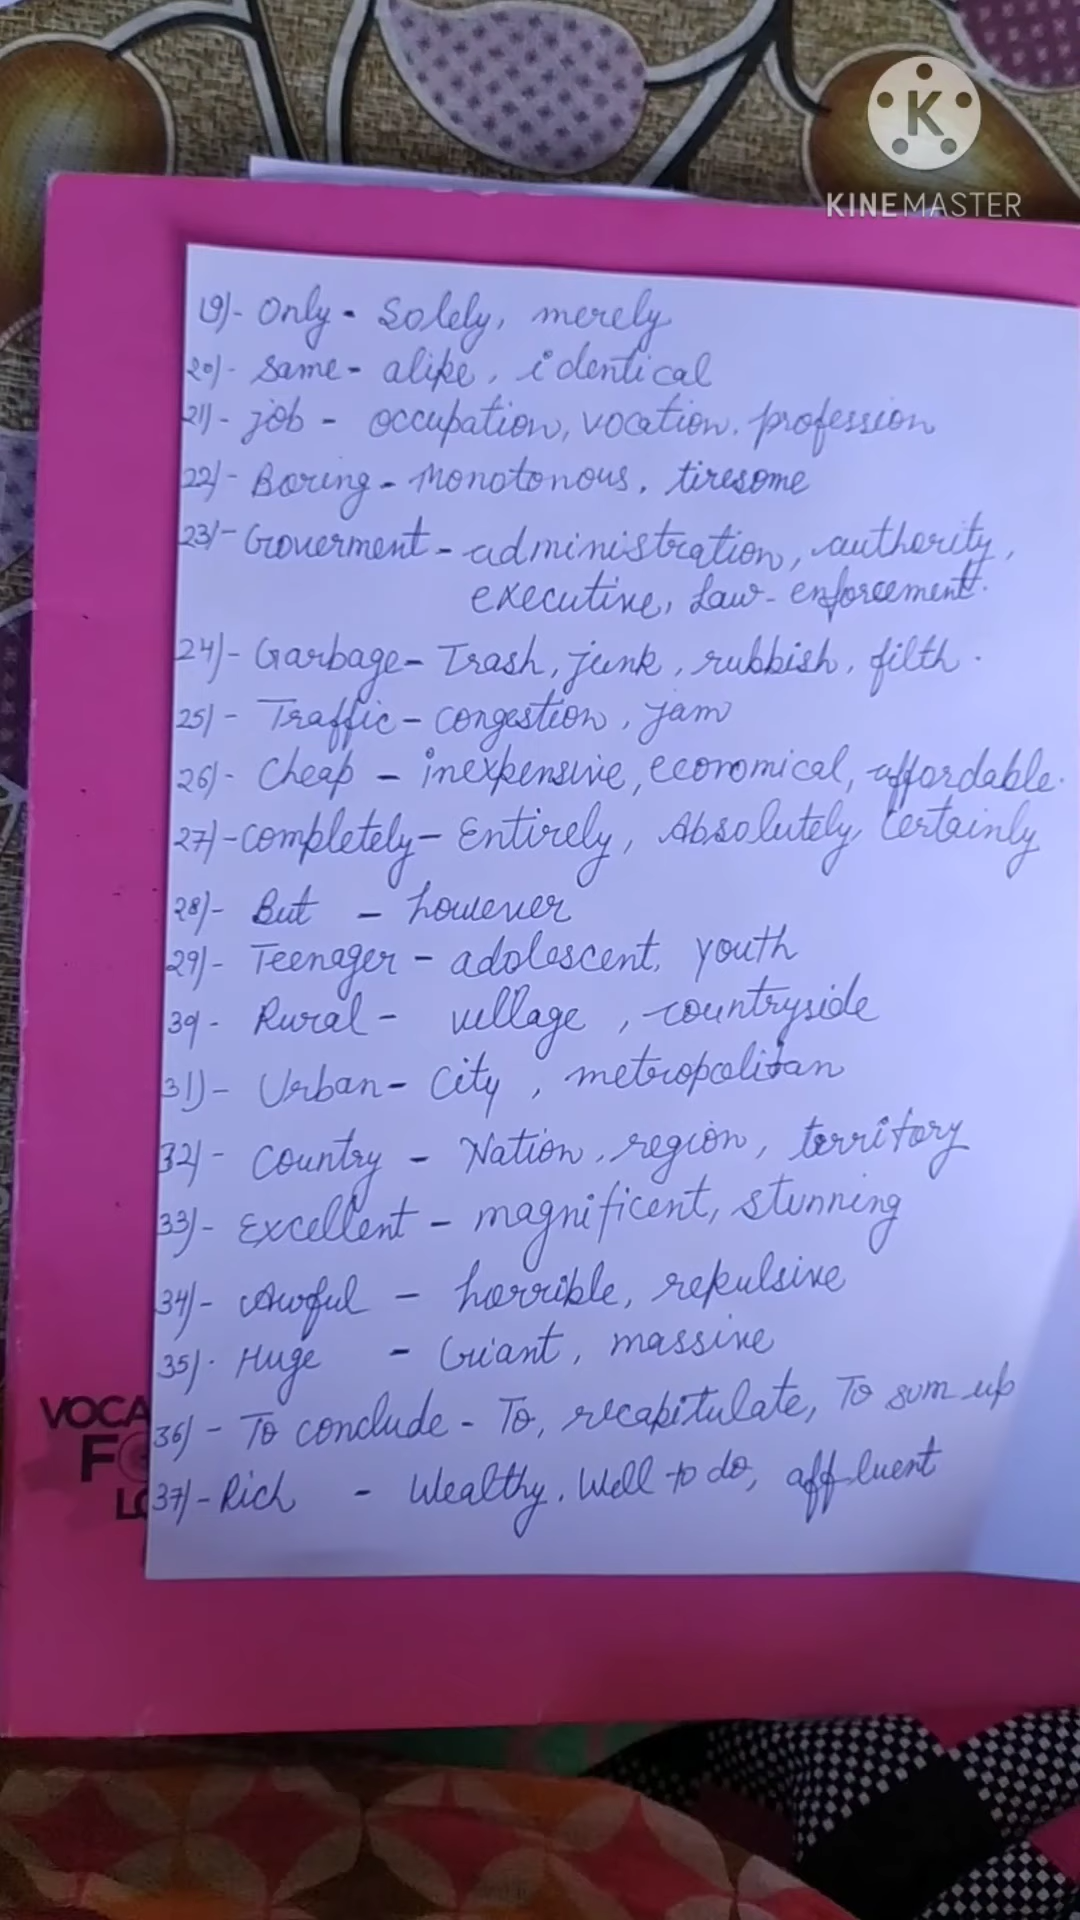 KINEMASTER
19)- Only - Solely, merely
20)- Same - alike, identical
21)- job - occupation, vocation, profession
22)- Boring - Monotonous, tiresome
23)- Goverment - administration, authority,
executive, Law-enforcement.
24)- Garbage - Trash, junk, rubbish, filth.
25)- Traffic - congestion, jam
26)- Cheap - inexpensive, economical, affordable.
27)- Completely - Entirely, Absolutely, Certainly
28)- But - however
29)- Teenager - adolescent, youth
30)- Rural - village, countryside
31)- Urban - City, metropolitan
32)- Country - Nation, region, territory
33)- Excellent - magnificent, stunning
34)- Awful - horrible, repulsive
35)- Huge - Giant, massive
36)- To conclude - To, recapitulate, To sum up
37)- Rich - Wealthy, Well to do, affluent
VOCA
F
LO